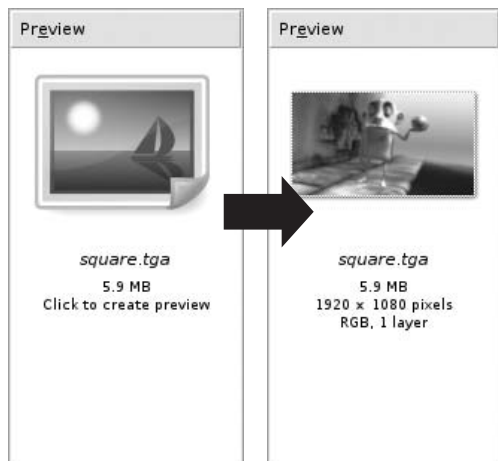 Preview
square.tga
5.9 MB
Click to create preview
Preview
square.tga
5.9 MB
1920 x 1080 pixels
RGB, 1 layer